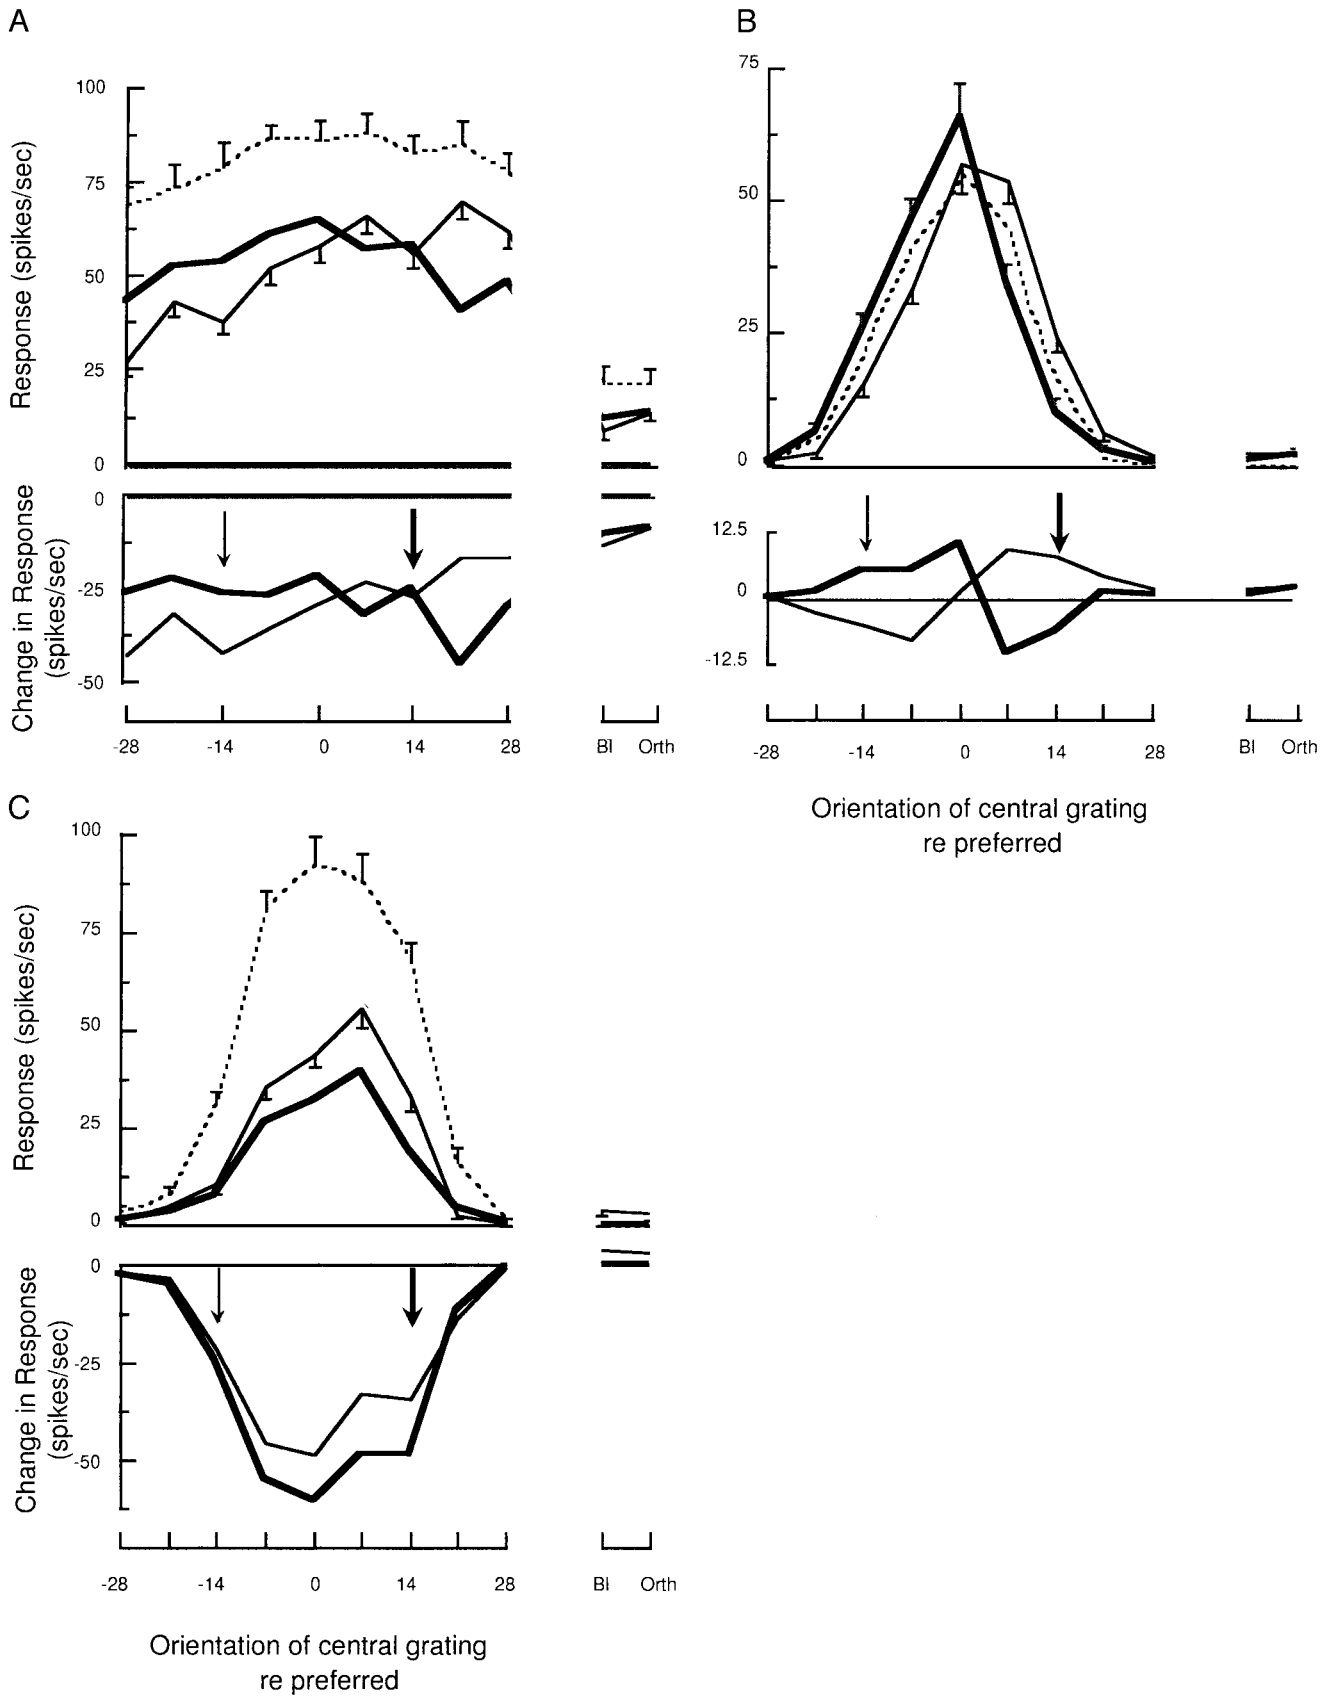 A
B
100
75
50
25
0
Response (spikes/sec)
0
-25
-50
Change in Response
(spikes/sec)
-28
-14
0
14
28
Bl
Orth
75
50
25
0
12.5
0
-12.5
-28
-14
0
14
28
Bl
Orth
Orientation of central grating
re preferred
C
100
75
50
25
0
Response (spikes/sec)
0
-25
-50
Change in Response
(spikes/sec)
-28
-14
0
14
28
Bl
Orth
Orientation of central grating
re preferred